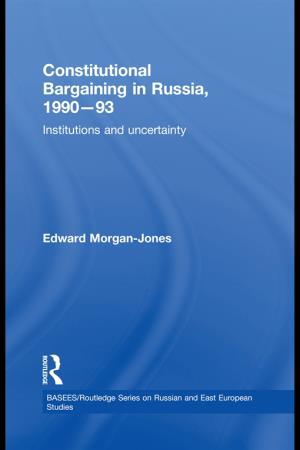 Constitutional
Bargaining in Russia,
1990—93
Institutions and uncertainty
Edward Morgan-Jones
ROUTLEDGE
BASEES/Routledge Series on Russian and East European
Studies